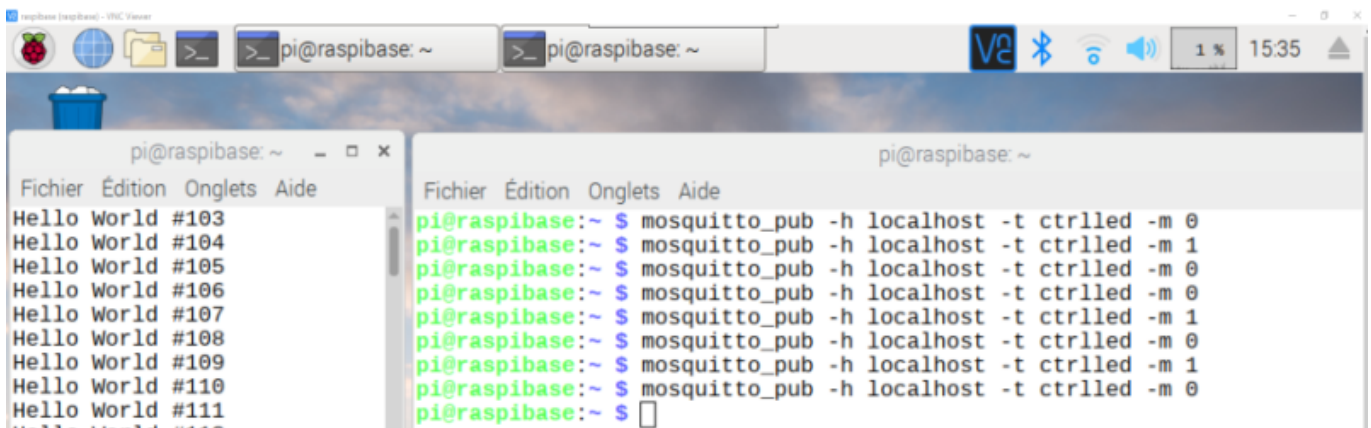 raspibase (raspibase) - VNC Viewer
pi@raspibase: ~
pi@raspibase: ~
1 %
15:35
pi@raspibase: ~
Fichier Édition Onglets Aide
Hello World #103
Hello World #104
Hello World #105
Hello World #106
Hello World #107
Hello World #108
Hello World #109
Hello World #110
Hello World #111
pi@raspibase: ~
Fichier Édition Onglets Aide
pi@raspibase:~ $ mosquitto_pub -h localhost -t ctrlled -m 0
pi@raspibase:~ $ mosquitto_pub -h localhost -t ctrlled -m 1
pi@raspibase:~ $ mosquitto_pub -h localhost -t ctrlled -m 0
pi@raspibase:~ $ mosquitto_pub -h localhost -t ctrlled -m 0
pi@raspibase:~ $ mosquitto_pub -h localhost -t ctrlled -m 1
pi@raspibase:~ $ mosquitto_pub -h localhost -t ctrlled -m 0
pi@raspibase:~ $ mosquitto_pub -h localhost -t ctrlled -m 1
pi@raspibase:~ $ mosquitto_pub -h localhost -t ctrlled -m 0
pi@raspibase:~ $